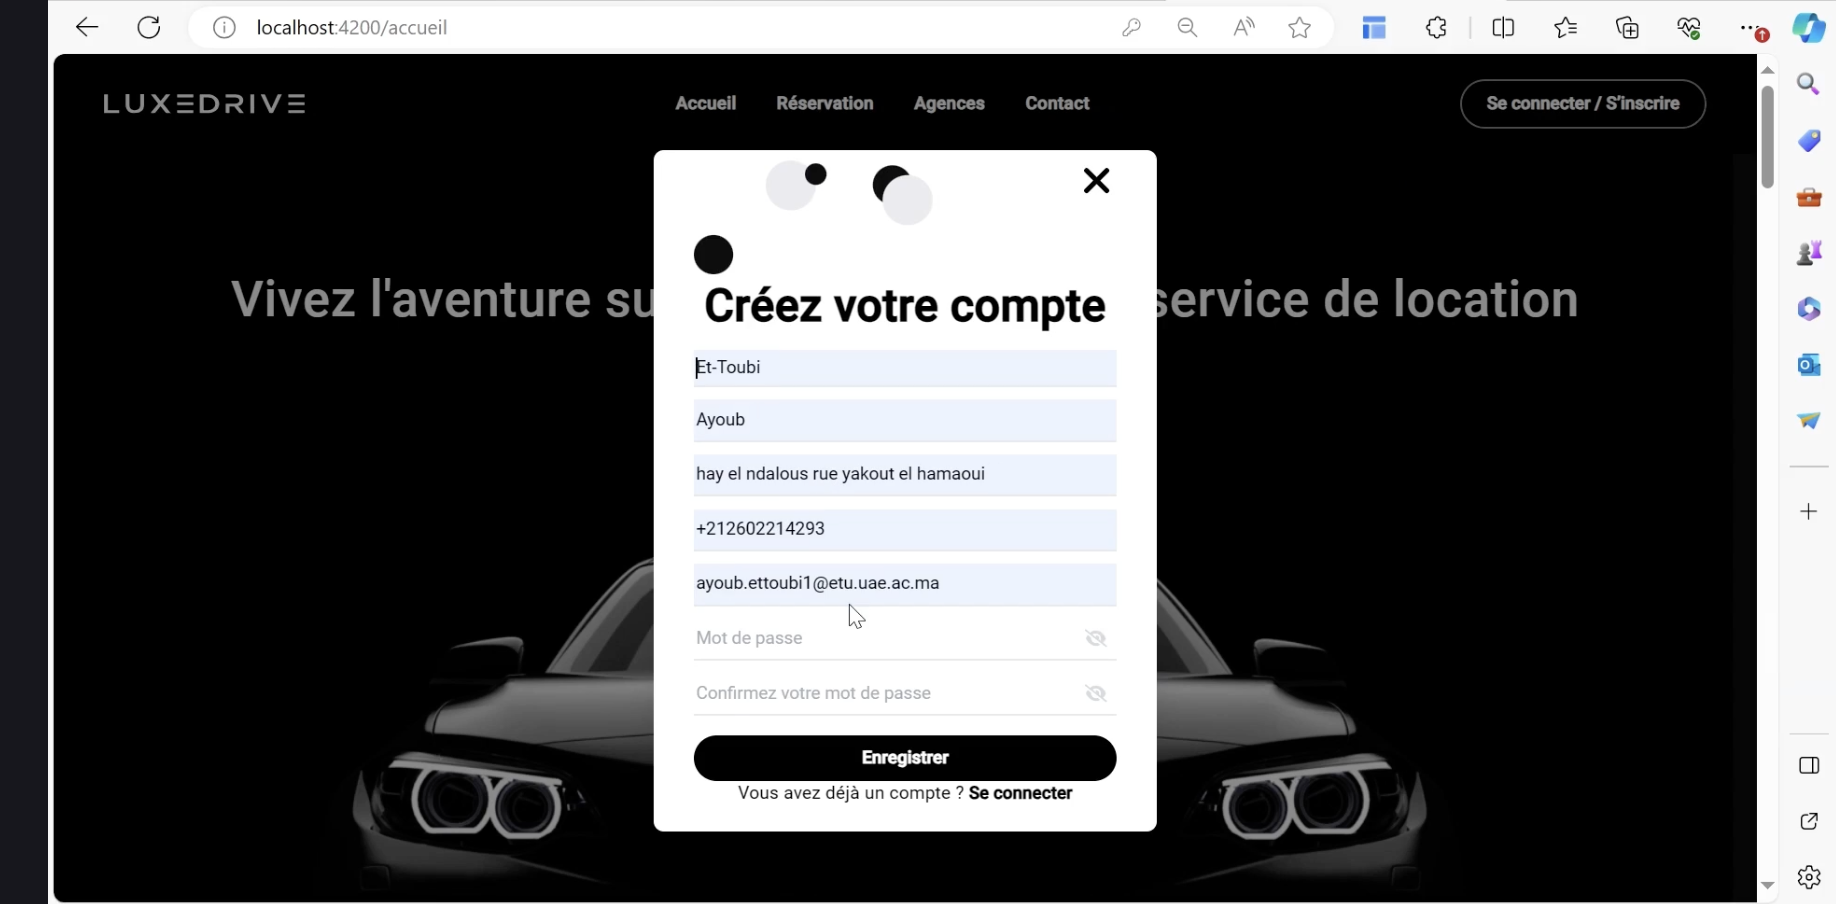 localhost:4200/accueil
LUXEDRIVE
Accueil Réservation Agences Contact
Se connecter / S'inscrire
Vivez l'aventure su
service de location
Créez votre compte
Et-Toubi
Ayoub
hay el ndalous rue yakout el hamaoui
+212602214293
ayoub.ettoubi1@etu.uae.ac.ma
Mot de passe
Confirmez votre mot de passe
Enregistrer
Vous avez déjà un compte ? Se connecter